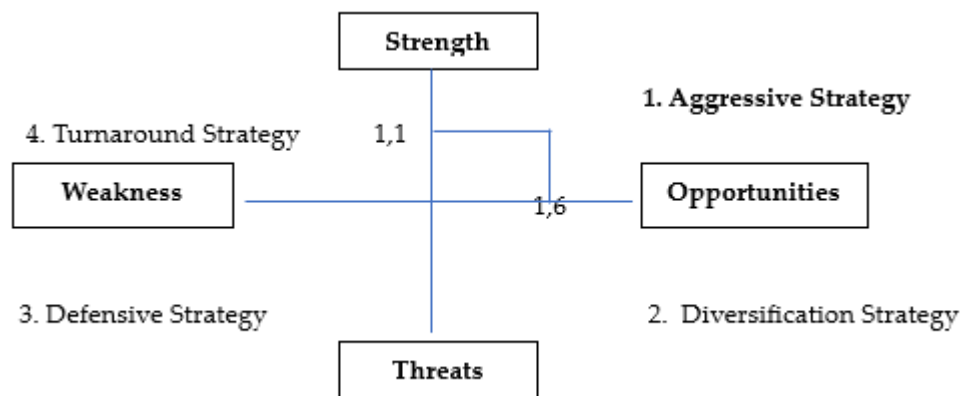 Strength
1. Aggressive Strategy
4. Turnaround Strategy
1,1
Weakness
Opportunities
1,6
3. Defensive Strategy
2. Diversification Strategy
Threats